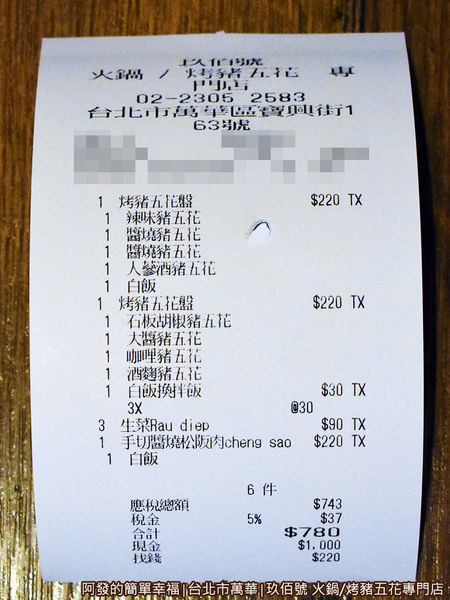 玖佰號
火鍋 / 烤豬五花 專
門店
02-2305 2583
台北市萬華區寶興街1
63號
1 烤豬五花盤 $220 TX
1 辣味豬五花
1 醬燒豬五花
1 醬燒豬五花
1 人蔘酒豬五花
1 白飯
1 烤豬五花盤 $220 TX
1 石板胡椒豬五花
1 大醬豬五花
1 咖哩豬五花
1 酒麴豬五花
1 白飯換拌飯 $30 TX
3X @30
3 生菜Rau diep $90 TX
1 手切醬燒松阪肉cheng sao $220 TX
1 白飯
6 件
應稅總額 $743
稅金 5% $37
合計 $780
現金 $1,000
找錢 $220
阿發的簡單幸福|台北市萬華|玖佰號 火鍋/烤豬五花專門店